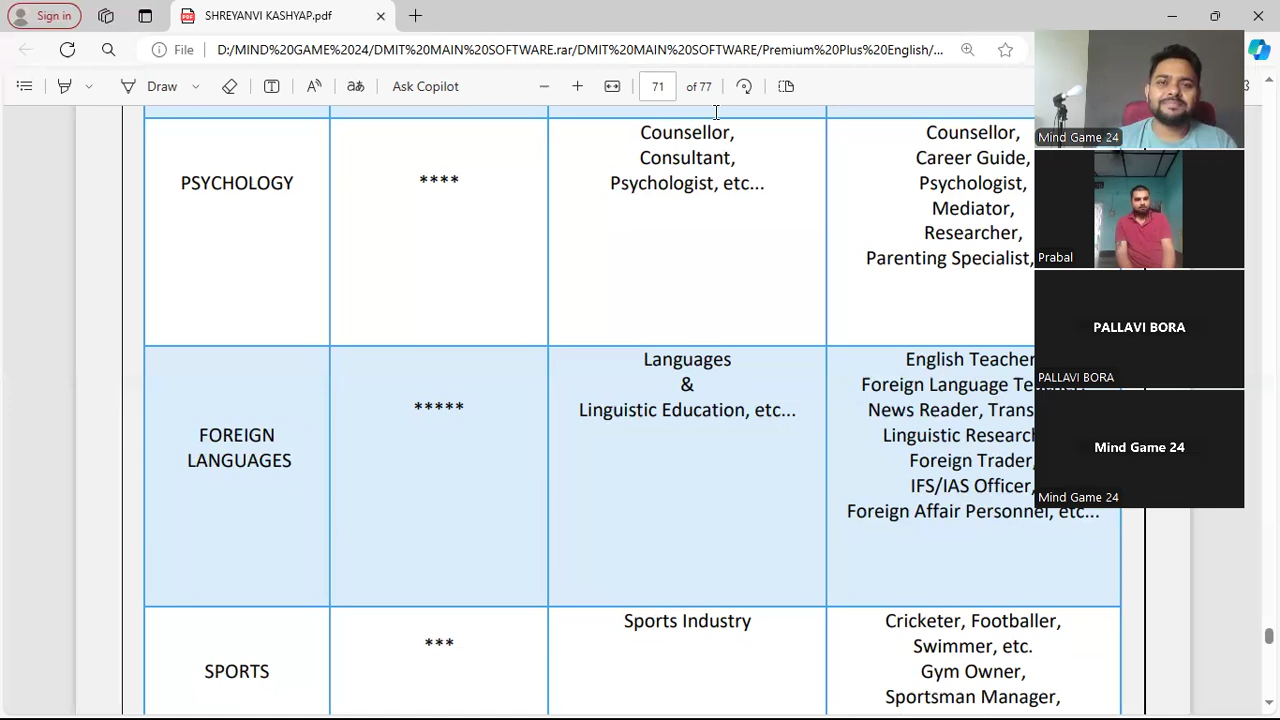 Sign in
SHREYANVI KASHYAP.pdf
File
D:/MIND%20GAME%202024/DMIT%20MAIN%20SOFTWARE.rar/DMIT%20MAIN%20SOFTWARE/Premium%20Plus%20English/...
Draw
Ask Copilot
71 of 77
PSYCHOLOGY
****
Counsellor,
Consultant,
Psychologist, etc...
Counsellor,
Career Guide,
Psychologist,
Mediator,
Researcher,
Parenting Specialist,
FOREIGN
LANGUAGES
*****
Languages
&
Linguistic Education, etc...
English Teacher
Foreign Language
News Reader,
Linguistic
Foreign Trader,
IFS/IAS Officer,
Foreign Affair Personnel, etc...
SPORTS
***
Sports Industry
Cricketer, Footballer,
Swimmer, etc.
Gym Owner,
Sportsman Manager,
Mind Game 24
Prabal
PALLAVI BORA
PALLAVI BORA
Mind Game 24
Mind Game 24